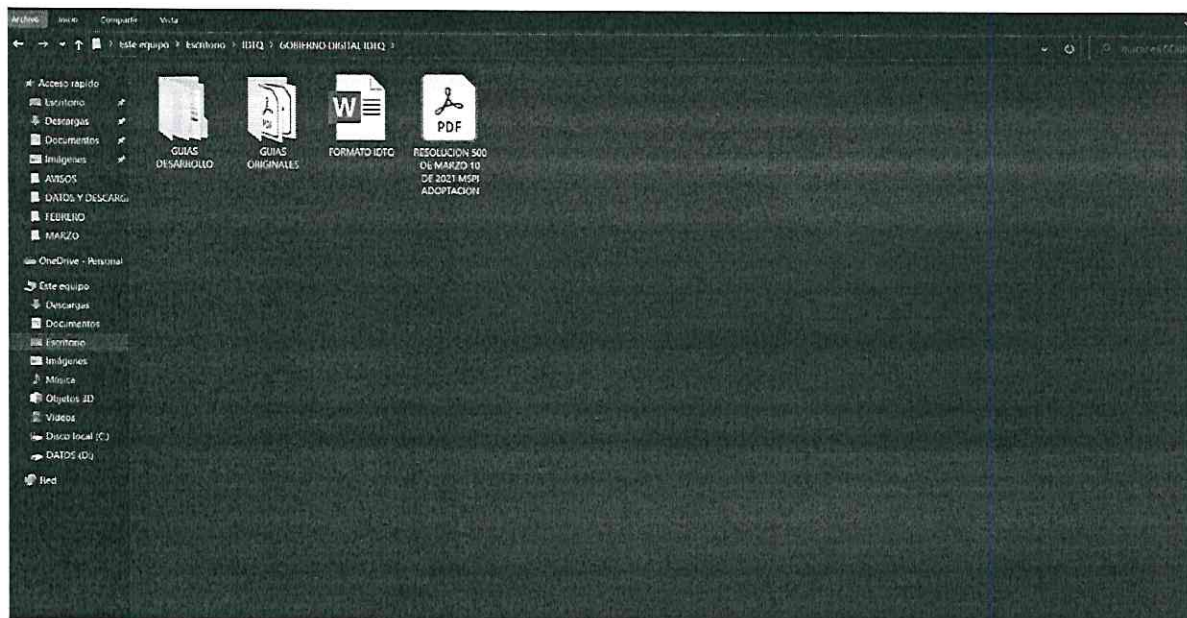 Archivo Inicio Compartir Vista
Este equipo > Escritorio > IDTQ > GOBIERNO DIGITAL IDTQ >
Acceso rápido
Escritorio
Descargas
Documentos
Imágenes
AVISOS
DATOS Y DESCARG
FEBRERO
MARZO
OneDrive - Personal
Este equipo
Descargas
Documentos
Escritorio
Imágenes
Música
Objetos 3D
Videos
Disco local (C:)
DATOS (D:)
Red
GUIAS
DESARROLLO
PDF
GUIAS
ORIGINALES
W
FORMATO IDTQ
PDF
RESOLUCION 500
DE MARZO 10
DE 2021 MSPI
ADOPTACION